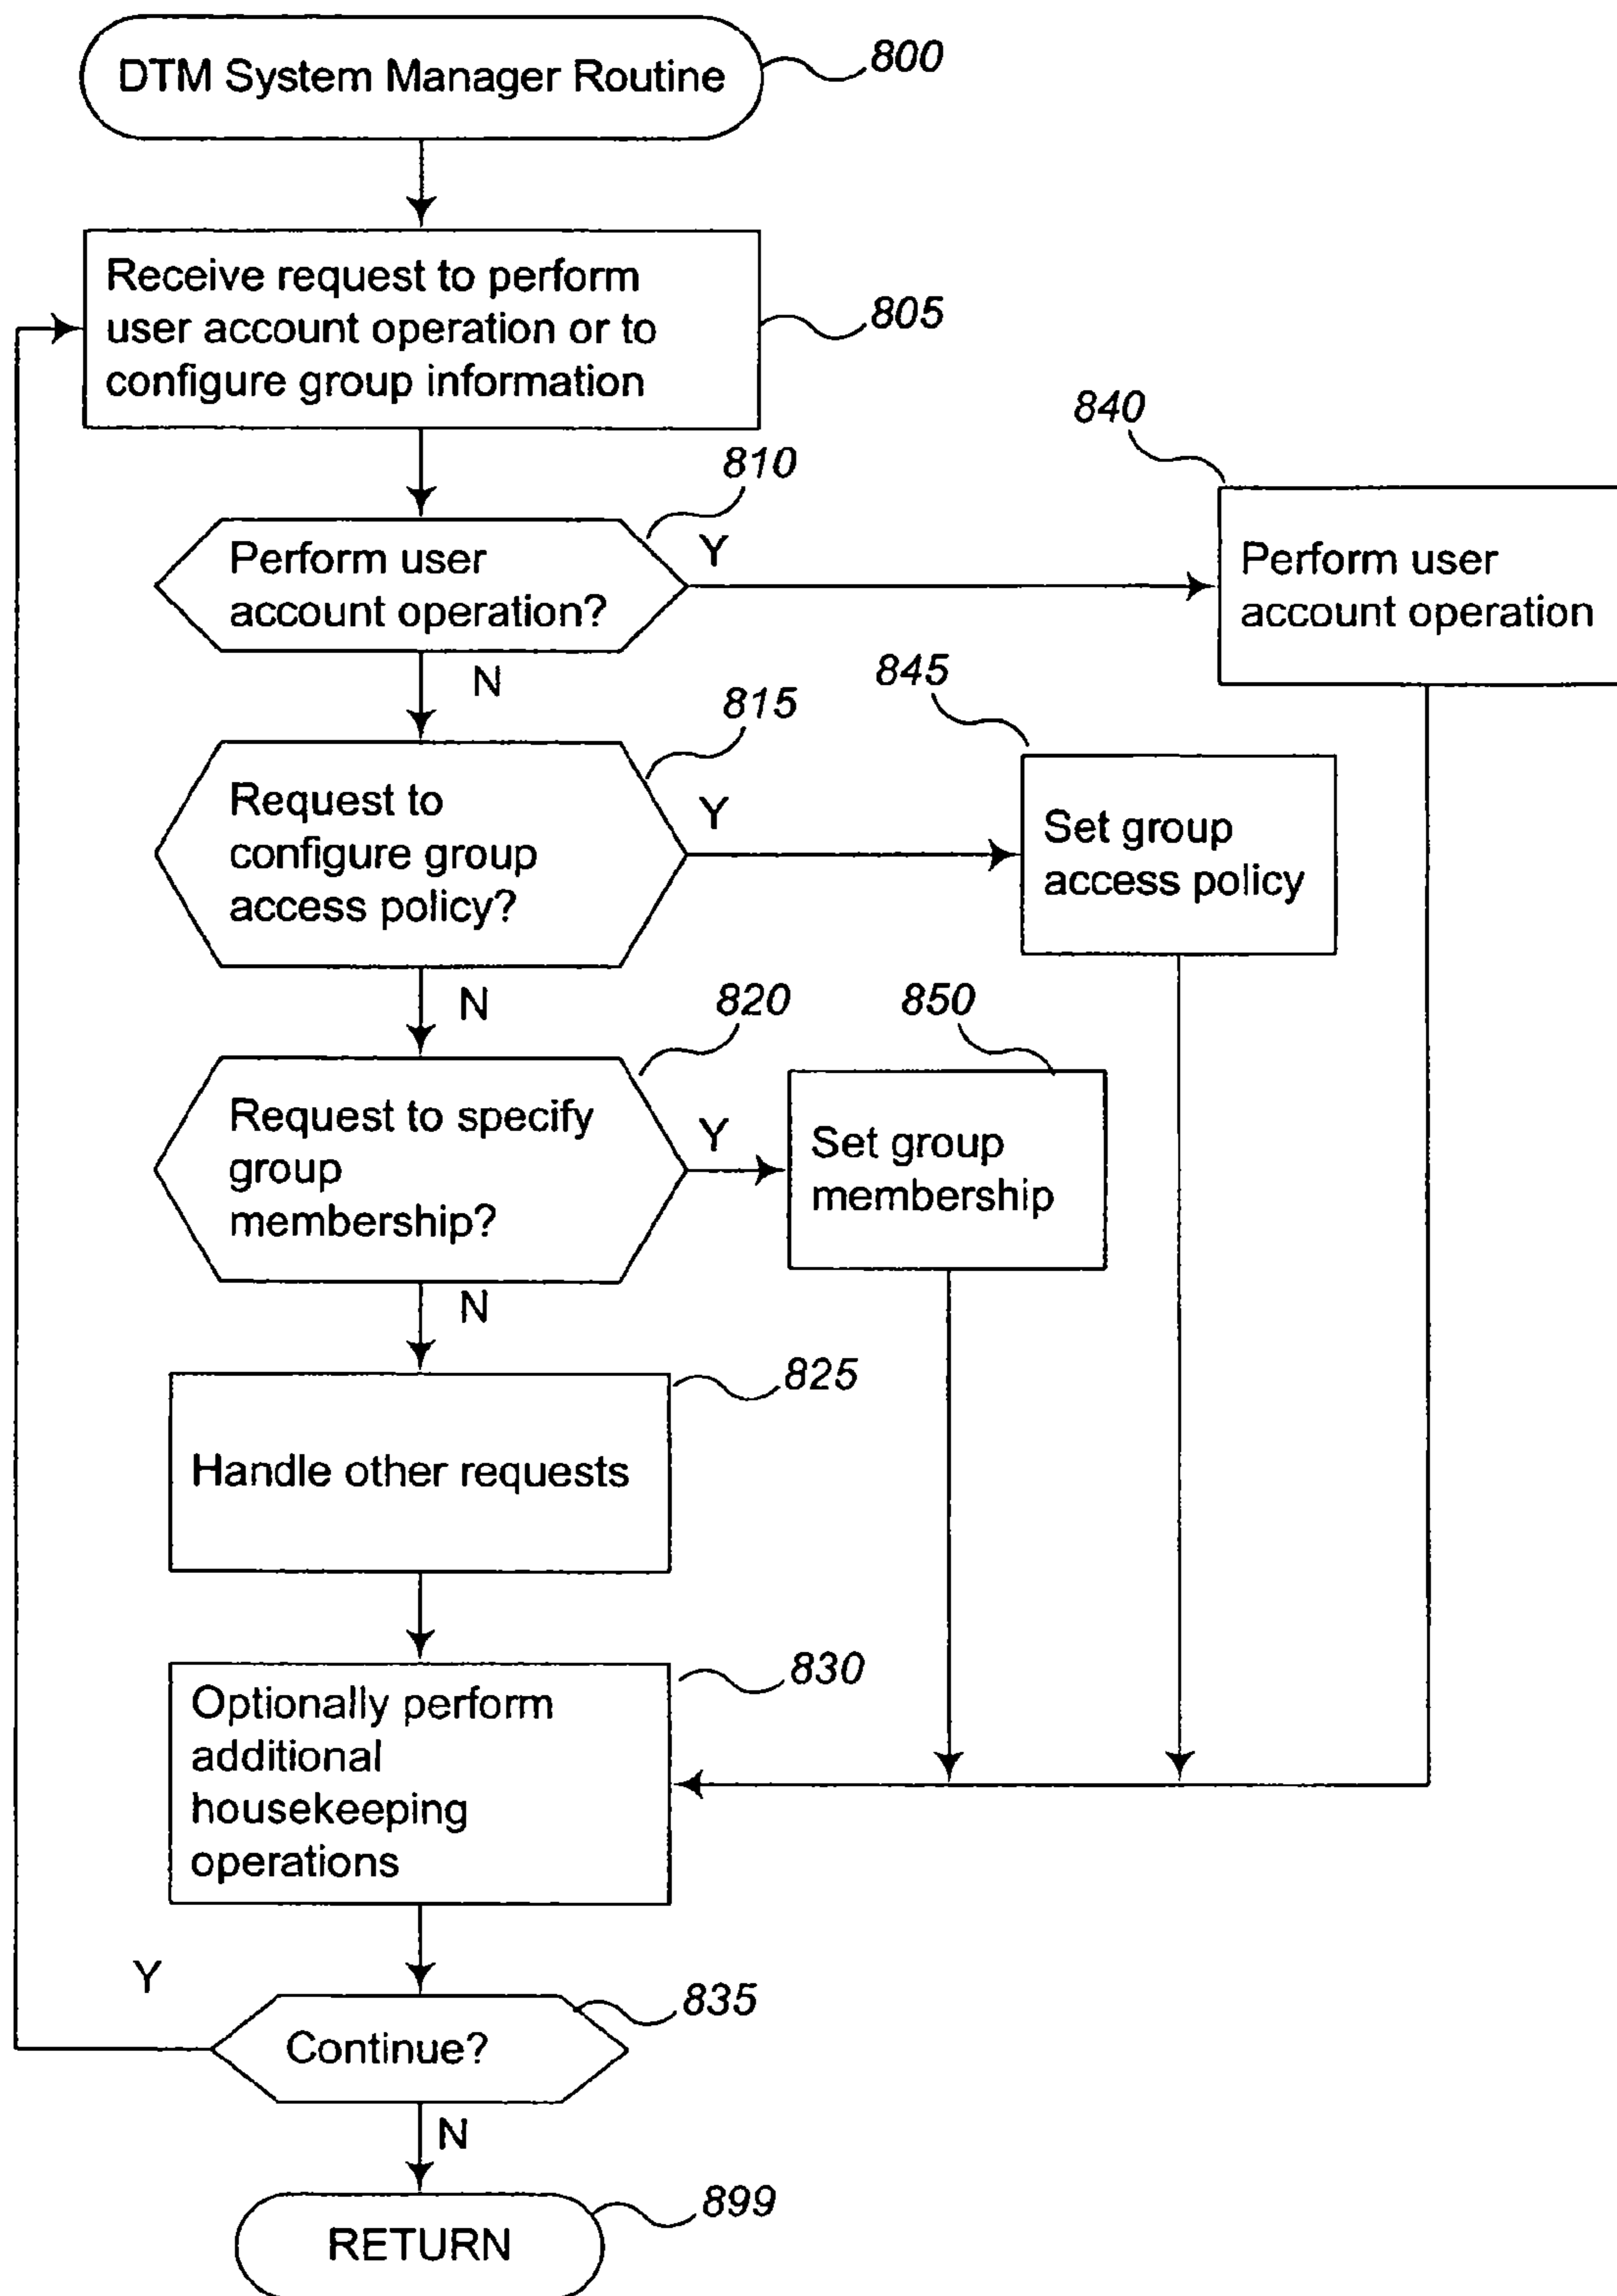 DTM System Manager Routine
800
Receive request to perform
user account operation or to
configure group information
805
840
810
Perform user
account operation?
Y
Perform user
account operation
N
845
815
Request to
configure group
access policy?
Y
Set group
access policy
N
820
850
Request to specify
group
membership?
Y
Set group
membership
N
825
Handle other requests
830
Optionally perform
additional
housekeeping
operations
Y
835
Continue?
N
899
RETURN